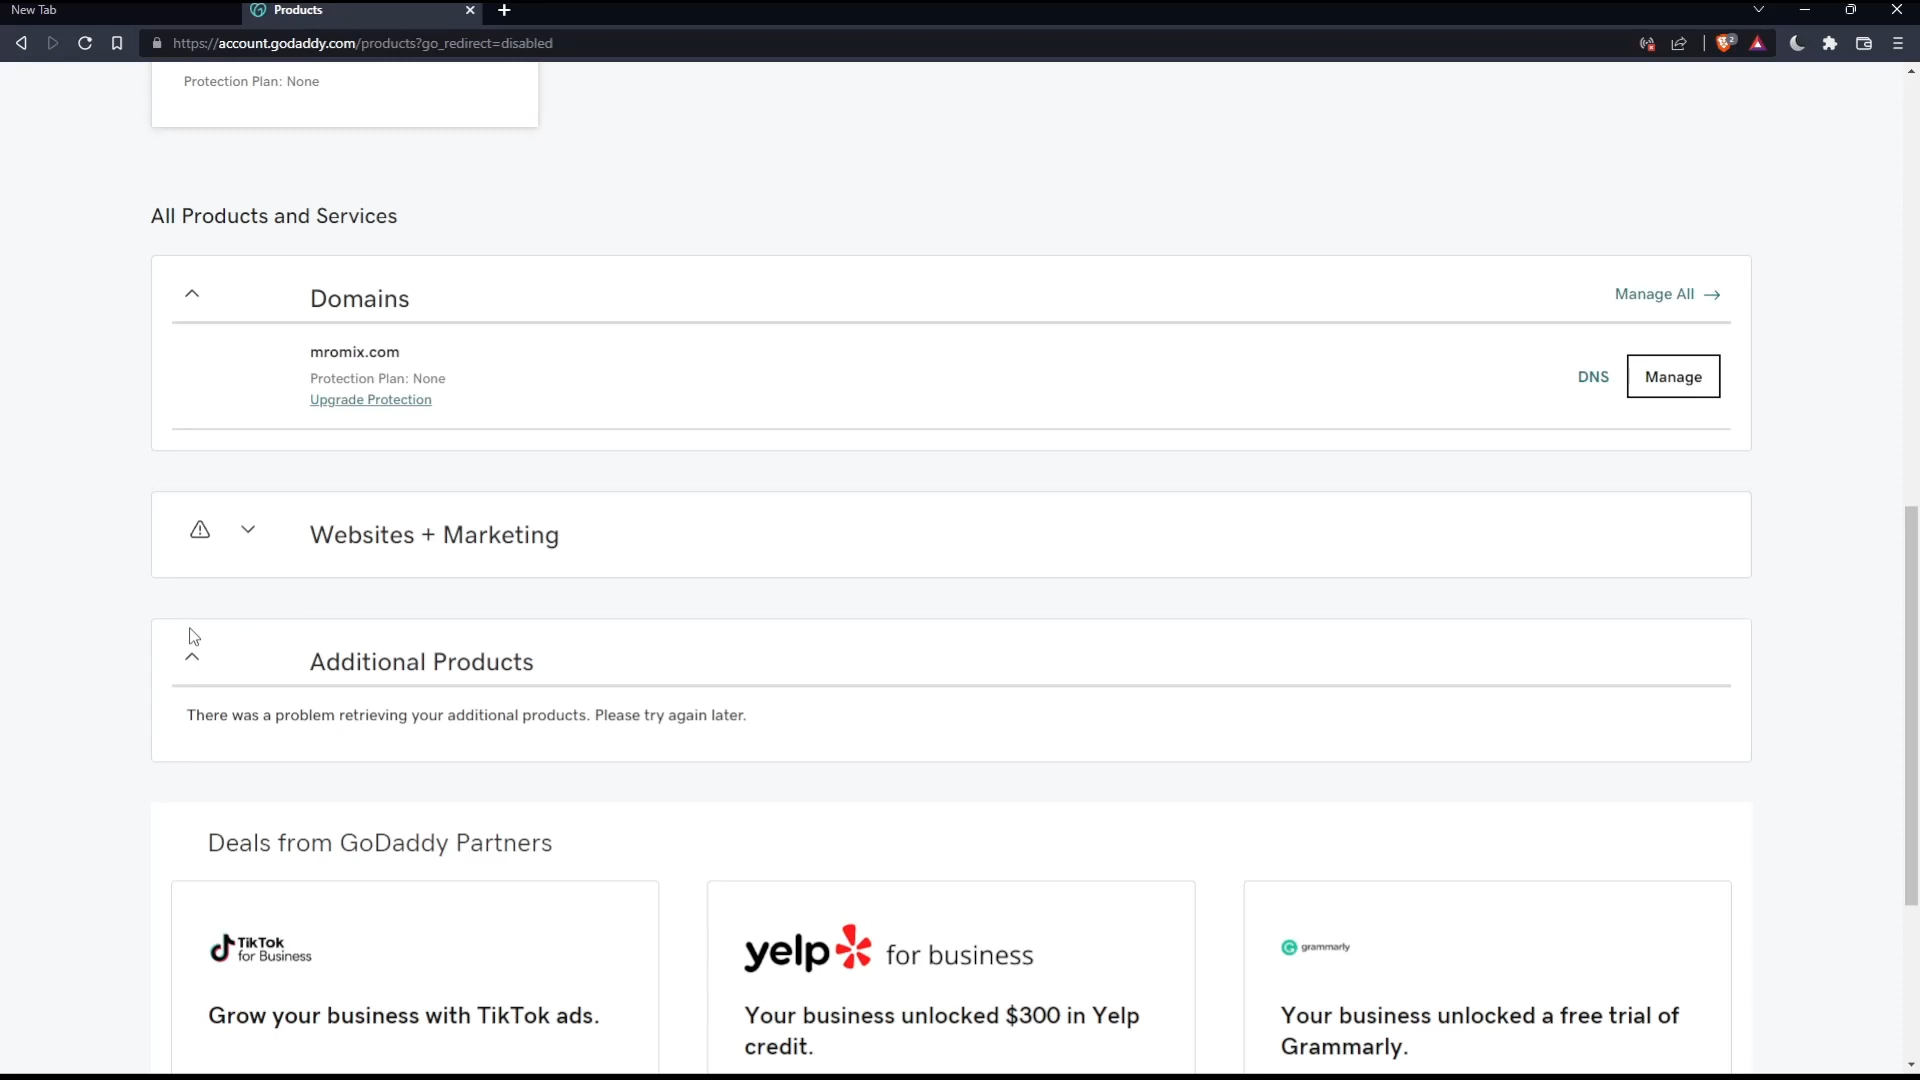 New Tab
Products
https://account.godaddy.com/products?go_redirect=disabled
2
Protection Plan: None
All Products and Services
Domains
Manage All →
mromix.com
Protection Plan: None
Upgrade Protection
DNS
Manage
Websites + Marketing
Additional Products
There was a problem retrieving your additional products. Please try again later.
Deals from GoDaddy Partners
TikTok
for Business
Grow your business with TikTok ads.
yelp for business
Your business unlocked $300 in Yelp
credit.
grammarly
Your business unlocked a free trial of
Grammarly.